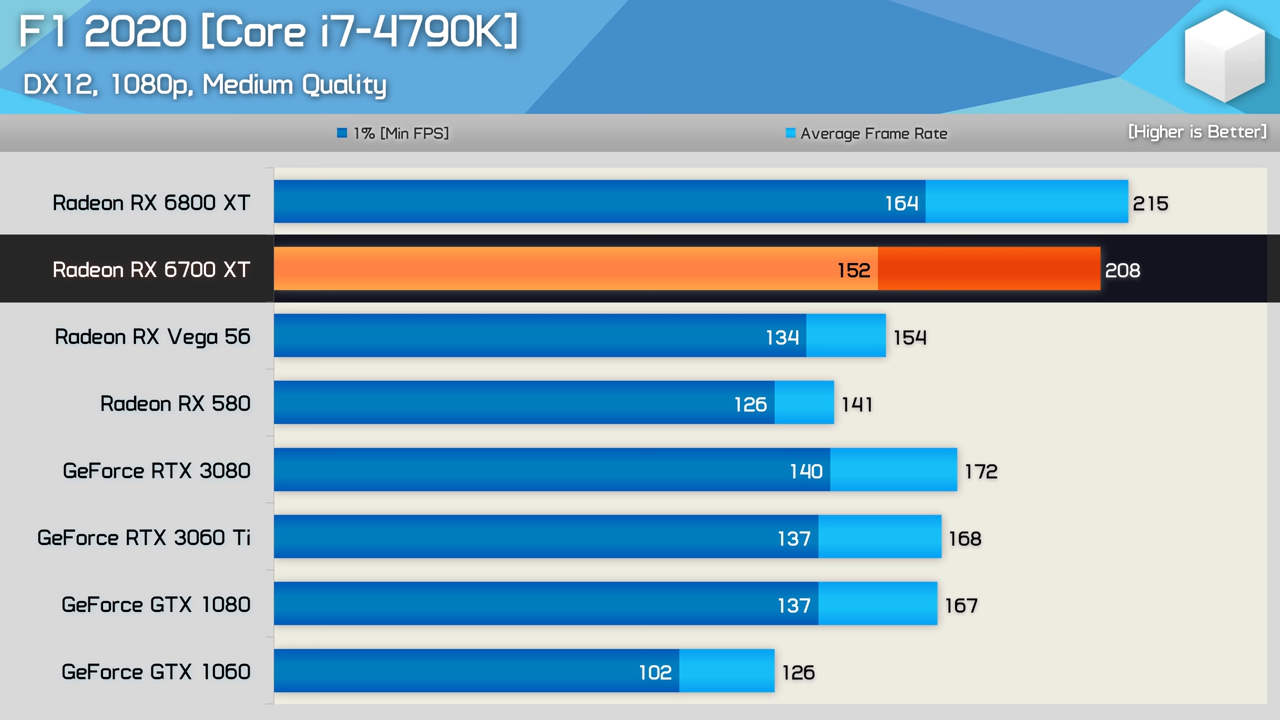 F1 2020 [Core i7-4790K]
DX12, 1080p, Medium Quality
1% [Min FPS] Average Frame Rate [Higher is Better]
Radeon RX 6800 XT 164 215
Radeon RX 6700 XT 152 208
Radeon RX Vega 56 134 154
Radeon RX 580 126 141
GeForce RTX 3080 140 172
GeForce RTX 3060 Ti 137 168
GeForce GTX 1080 137 167
GeForce GTX 1060 102 126